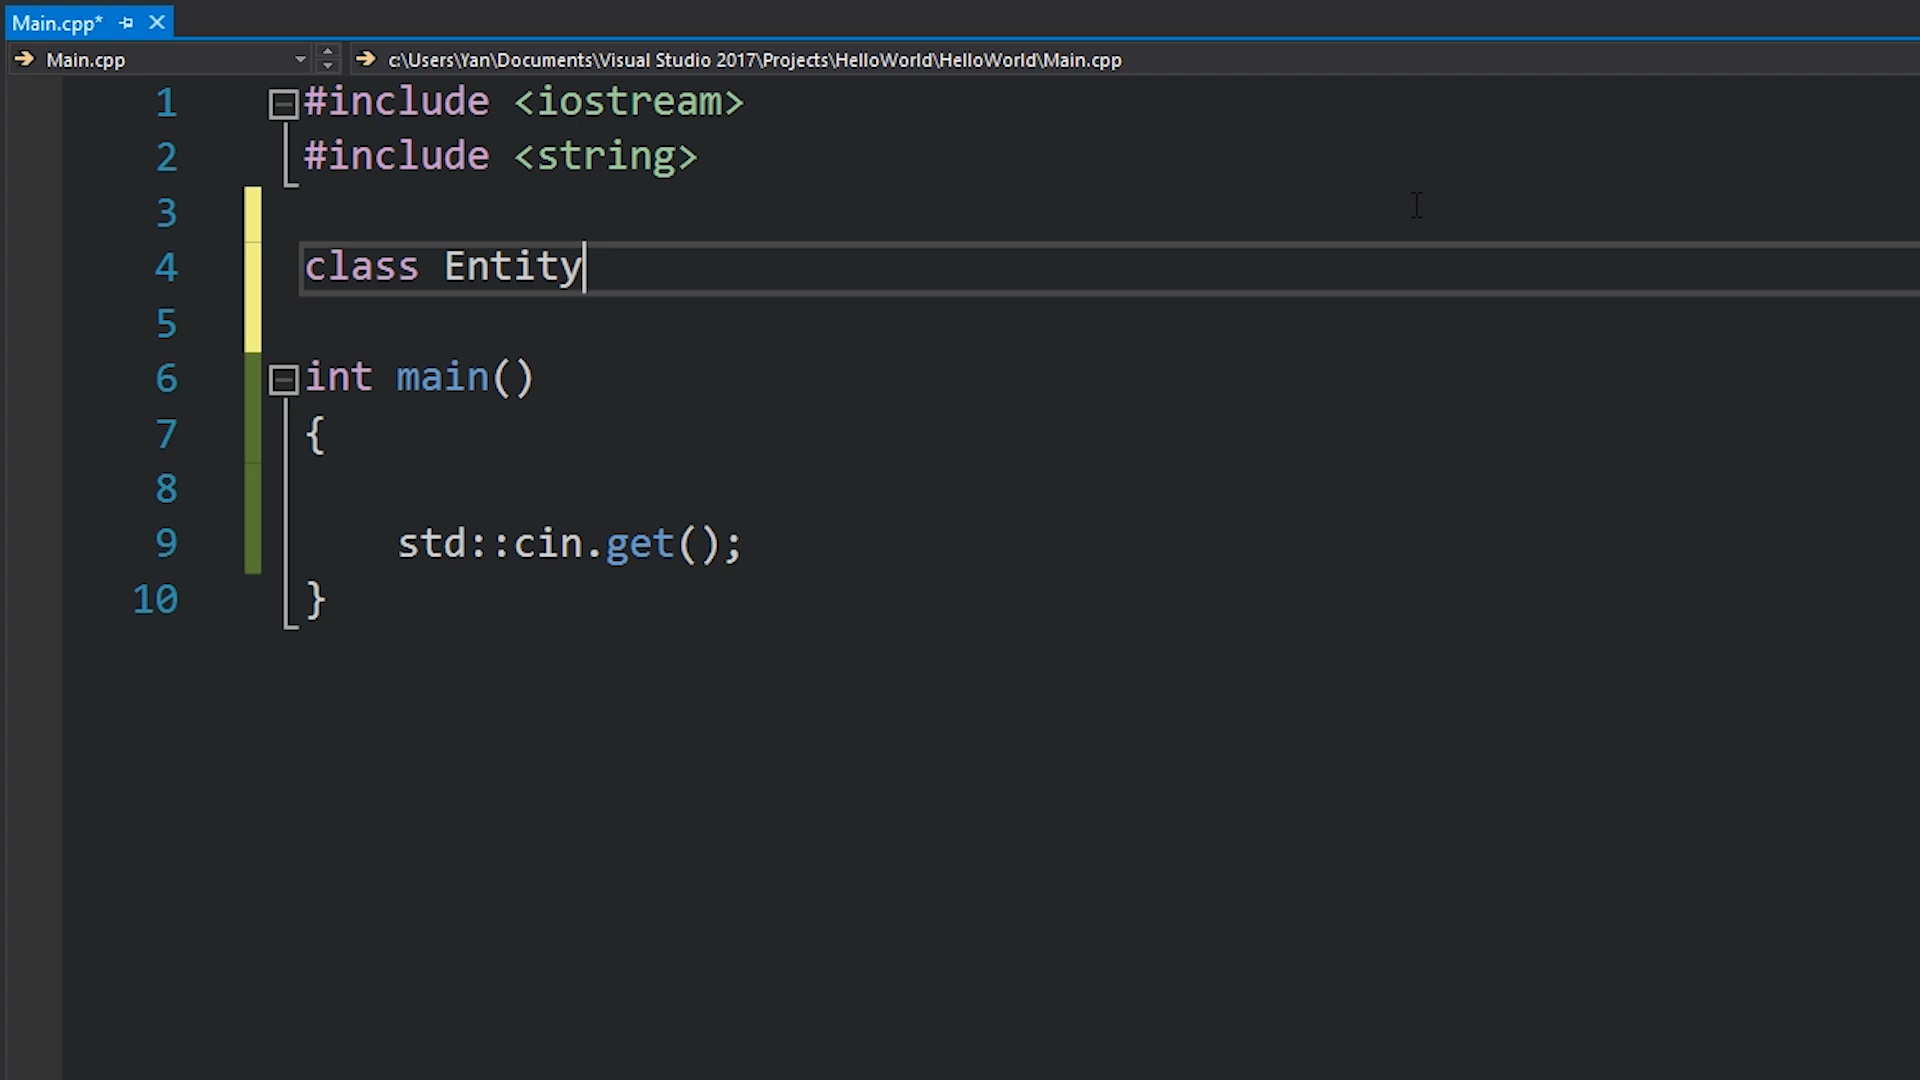 Main.cpp*
Main.cpp
c:\Users\Yan\Documents\Visual Studio 2017\Projects\HelloWorld\HelloWorld\Main.cpp
1 #include <iostream>
2 #include <string>
3
4 class Entity
5
6 int main()
7 {
8
9 std::cin.get();
10 }